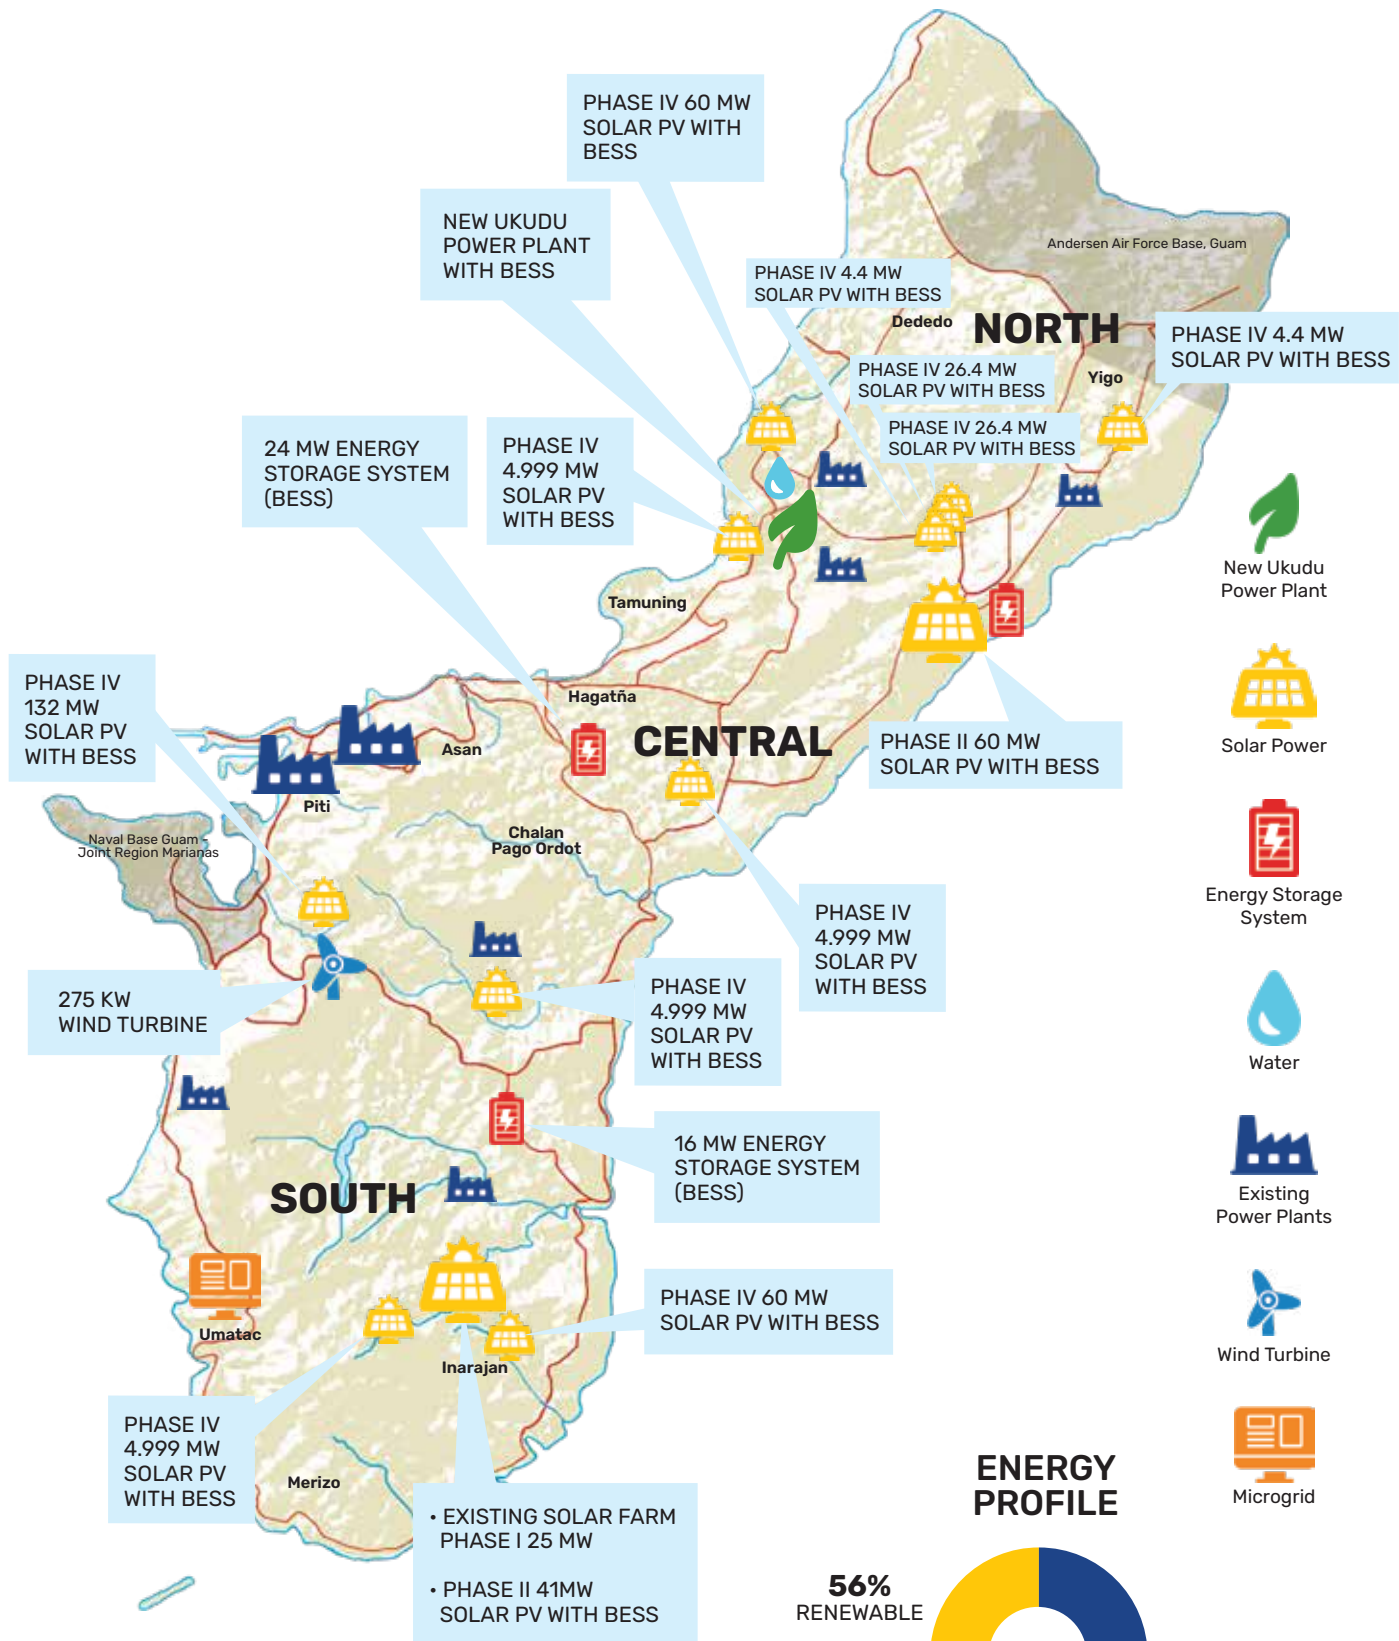 PHASE IV 60 MW
SOLAR PV WITH
BESS
NEW UKUDU
POWER PLANT
WITH BESS
Andersen Air Force Base, Guam
PHASE IV 4.4 MW
SOLAR PV WITH BESS
Dededo
NORTH
PHASE IV 4.4 MW
SOLAR PV WITH BESS
PHASE IV 26.4 MW
SOLAR PV WITH BESS
Yigo
PHASE IV 26.4 MW
SOLAR PV WITH BESS
24 MW ENERGY
STORAGE SYSTEM
(BESS)
PHASE IV
4.999 MW
SOLAR PV
WITH BESS
New Ukudu
Power Plant
Tamuning
PHASE IV
132 MW
SOLAR PV
WITH BESS
Hagatña
Asan
CENTRAL
PHASE II 60 MW
SOLAR PV WITH BESS
Solar Power
Piti
Naval Base Guam -
Joint Region Marianas
Chalan
Pago Ordot
Energy Storage
System
PHASE IV
4.999 MW
SOLAR PV
WITH BESS
275 KW
WIND TURBINE
PHASE IV
4.999 MW
SOLAR PV
WITH BESS
Water
16 MW ENERGY
STORAGE SYSTEM
(BESS)
SOUTH
Existing
Power Plants
Umatac
PHASE IV 60 MW
SOLAR PV WITH BESS
Inarajan
Wind Turbine
PHASE IV
4.999 MW
SOLAR PV
WITH BESS
Merizo
• EXISTING SOLAR FARM
PHASE I 25 MW
• PHASE II 41MW
SOLAR PV WITH BESS
Microgrid
ENERGY
PROFILE
56%
RENEWABLE